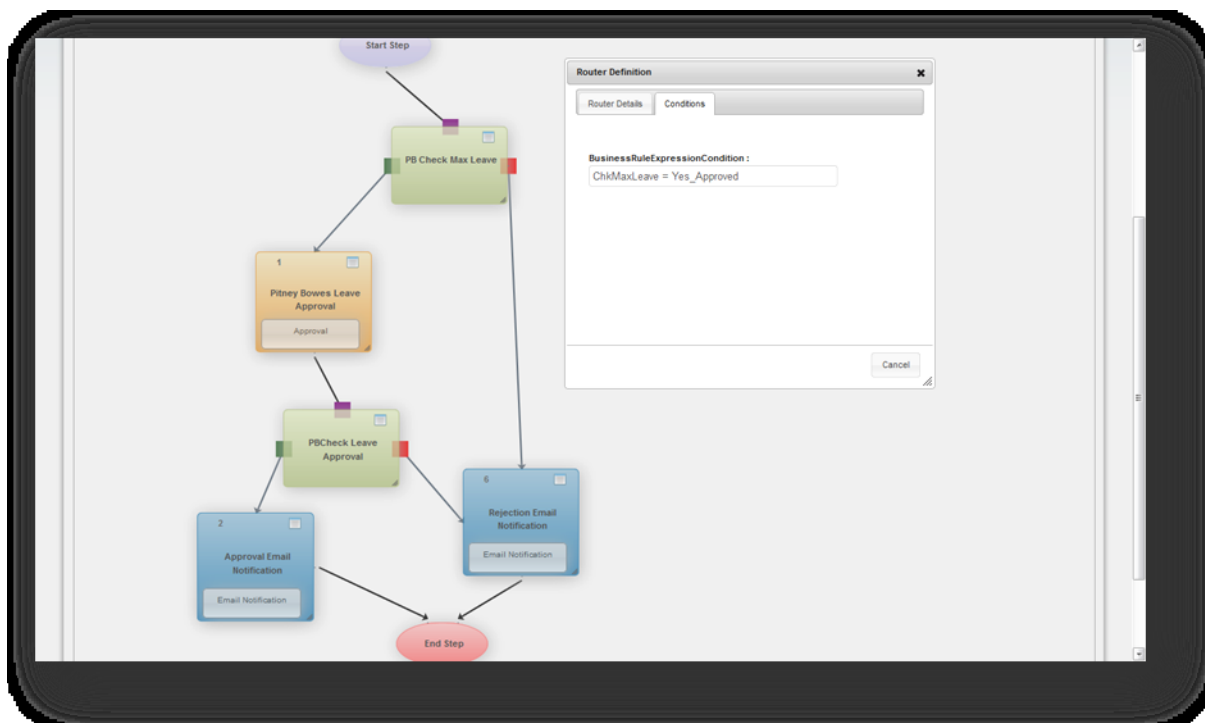 Start Step
Router Definition
Router Details
Conditions
BusinessRuleExpressionCondition :
ChkMaxLeave = Yes_Approved
Cancel
PB Check Max Leave
1
Pitney Bowes Leave
Approval
Approval
PBCheck Leave
Approval
2
Approval Email
Notification
Email Notification
6
Rejection Email
Notification
Email Notification
End Step